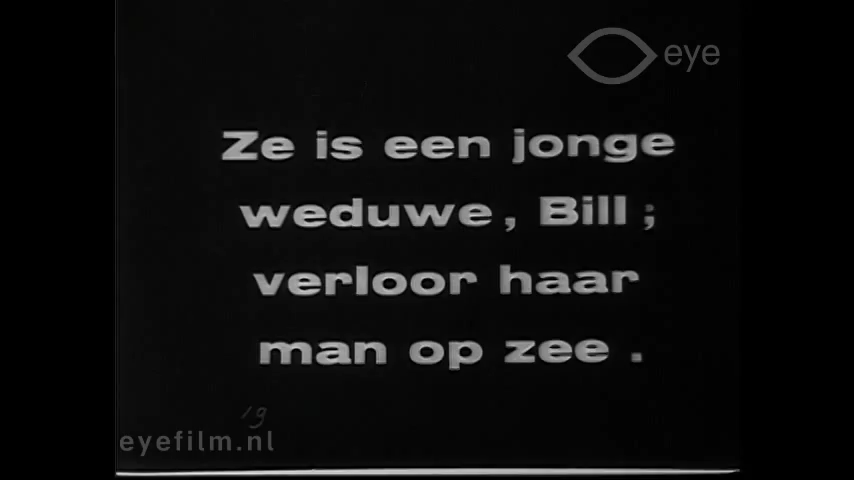 eye
Ze is een jonge
weduwe, Bill;
verloor haar
man op zee.
19
eyefilm.nl